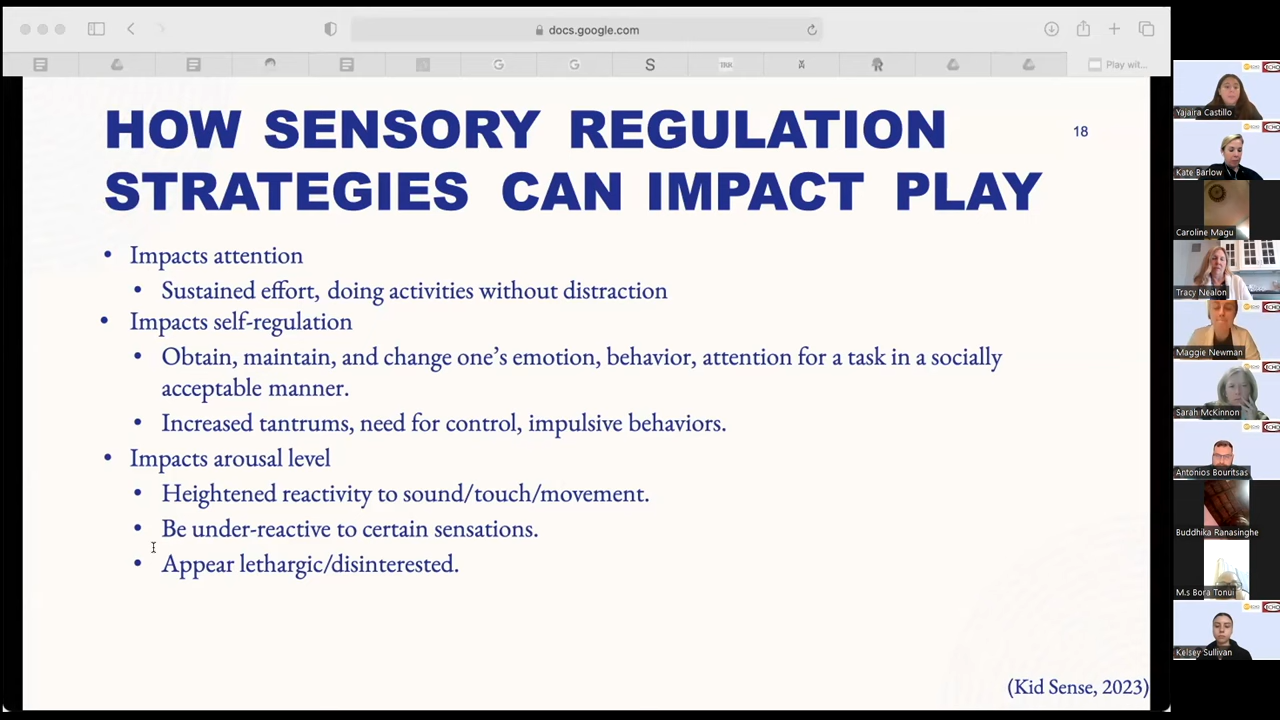 docs.google.com
G
G
S
TRK
Play wit...
HOW SENSORY REGULATION
18
STRATEGIES CAN IMPACT PLAY
• Impacts attention
• Sustained effort, doing activities without distraction
• Impacts self-regulation
• Obtain, maintain, and change one’s emotion, behavior, attention for a task in a socially
acceptable manner.
• Increased tantrums, need for control, impulsive behaviors.
• Impacts arousal level
• Heightened reactivity to sound/touch/movement.
• Be under-reactive to certain sensations.
• Appear lethargic/disinterested.
(Kid Sense, 2023)
Yajaira Castillo
Kate Barlow
Caroline Magu
Tracy Nealon
Maggie Newman
Sarah McKinnon
Antonios Bouritsas
Buddhika Ranasinghe
M.s Bora Tonui
Kelsey Sullivan